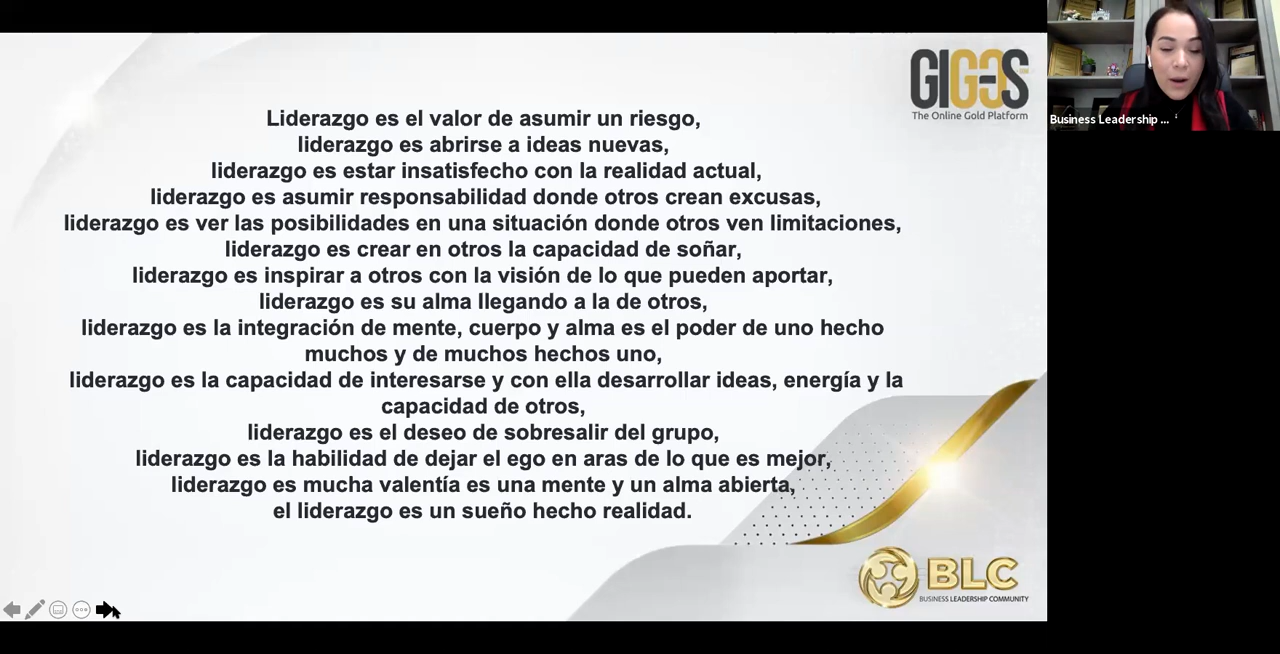 GIGOS
The Online Gold Platform
Liderazgo es el valor de asumir un riesgo,
liderazgo es abrirse a ideas nuevas,
liderazgo es estar insatisfecho con la realidad actual,
liderazgo es asumir responsabilidad donde otros crean excusas,
liderazgo es ver las posibilidades en una situación donde otros ven limitaciones,
liderazgo es crear en otros la capacidad de soñar,
liderazgo es inspirar a otros con la visión de lo que pueden aportar,
liderazgo es su alma llegando a la de otros,
liderazgo es la integración de mente, cuerpo y alma es el poder de uno hecho
muchos y de muchos hechos uno,
liderazgo es la capacidad de interesarse y con ella desarrollar ideas, energía y la
capacidad de otros,
liderazgo es el deseo de sobresalir del grupo,
liderazgo es la habilidad de dejar el ego en aras de lo que es mejor,
liderazgo es mucha valentía es una mente y un alma abierta,
el liderazgo es un sueño hecho realidad.
BLC
BUSINESS LEADERSHIP COMMUNITY
Business Leadership ...